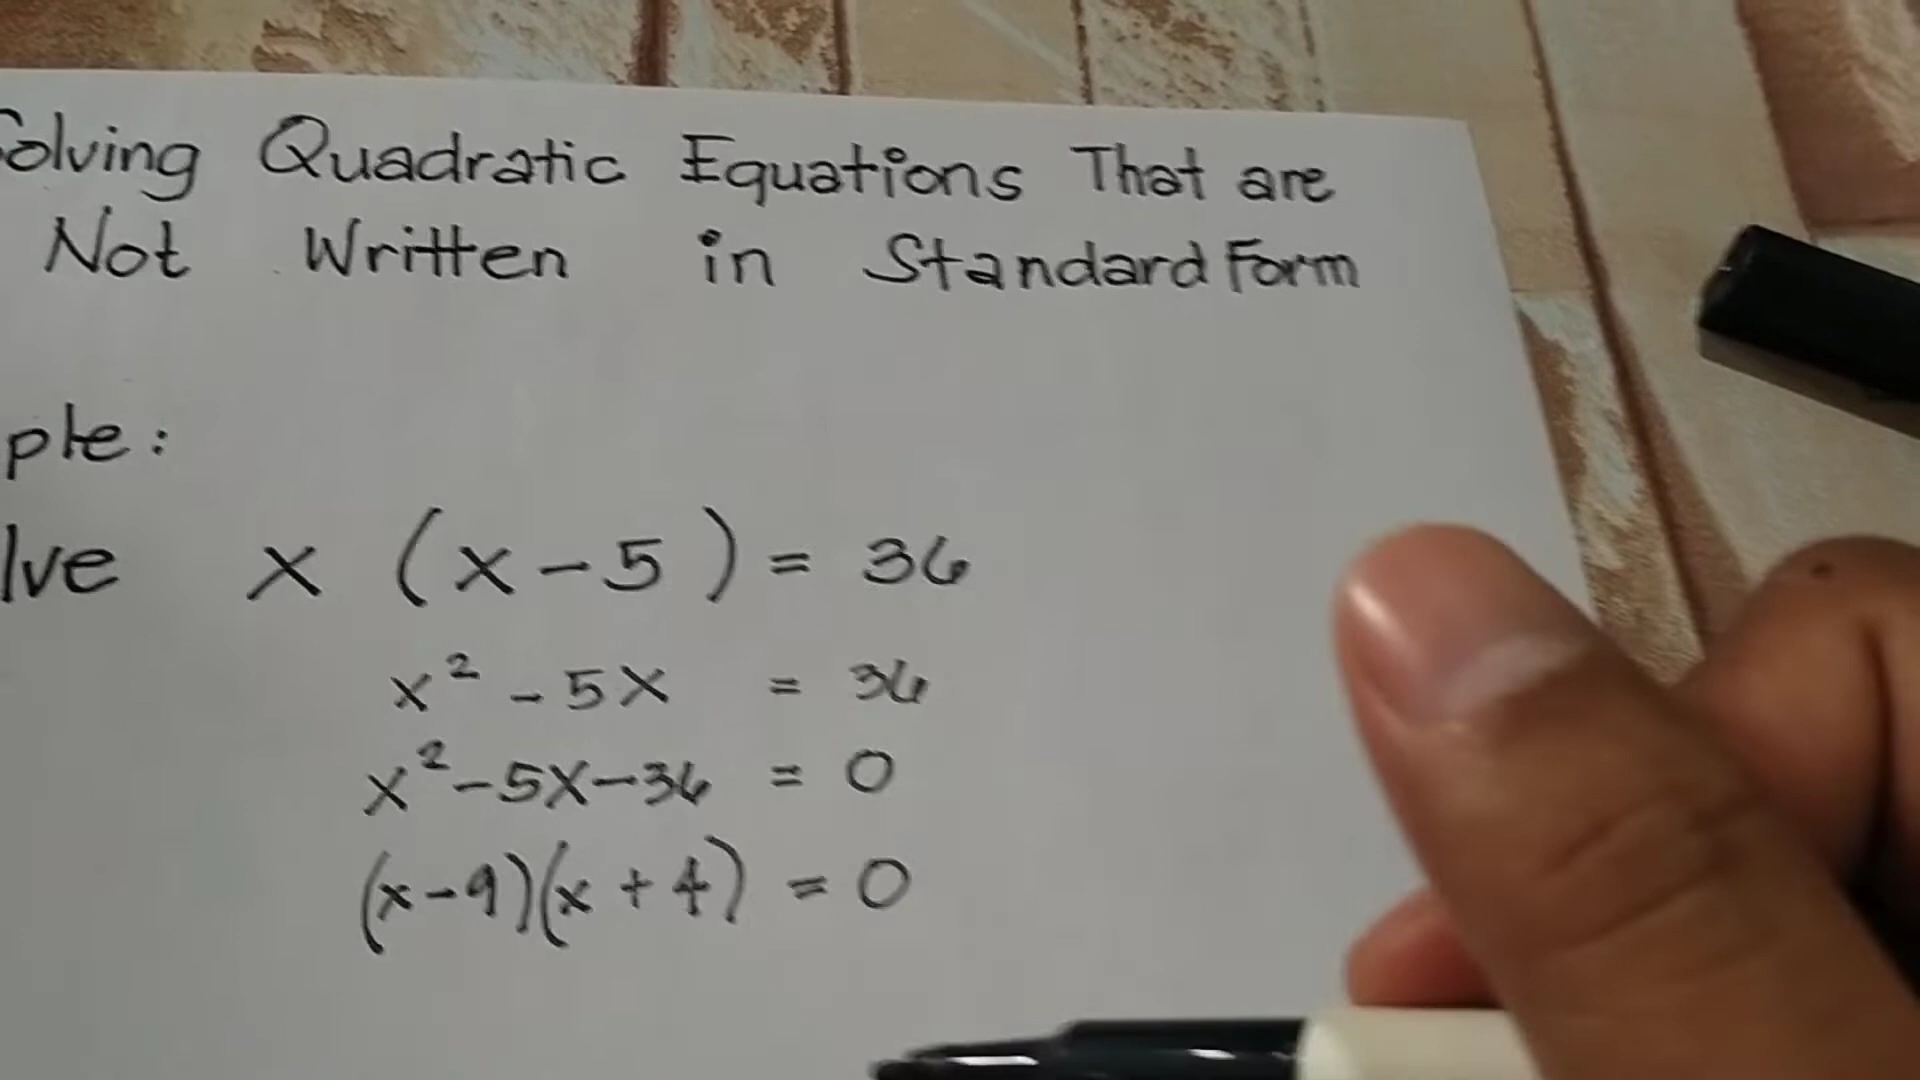 Solving Quadratic Equations That are
Not Written in Standard Form
ple:
lve x (x-5) = 36
x² - 5x = 36
x² - 5x - 36 = 0
(x-9)(x+4) = 0